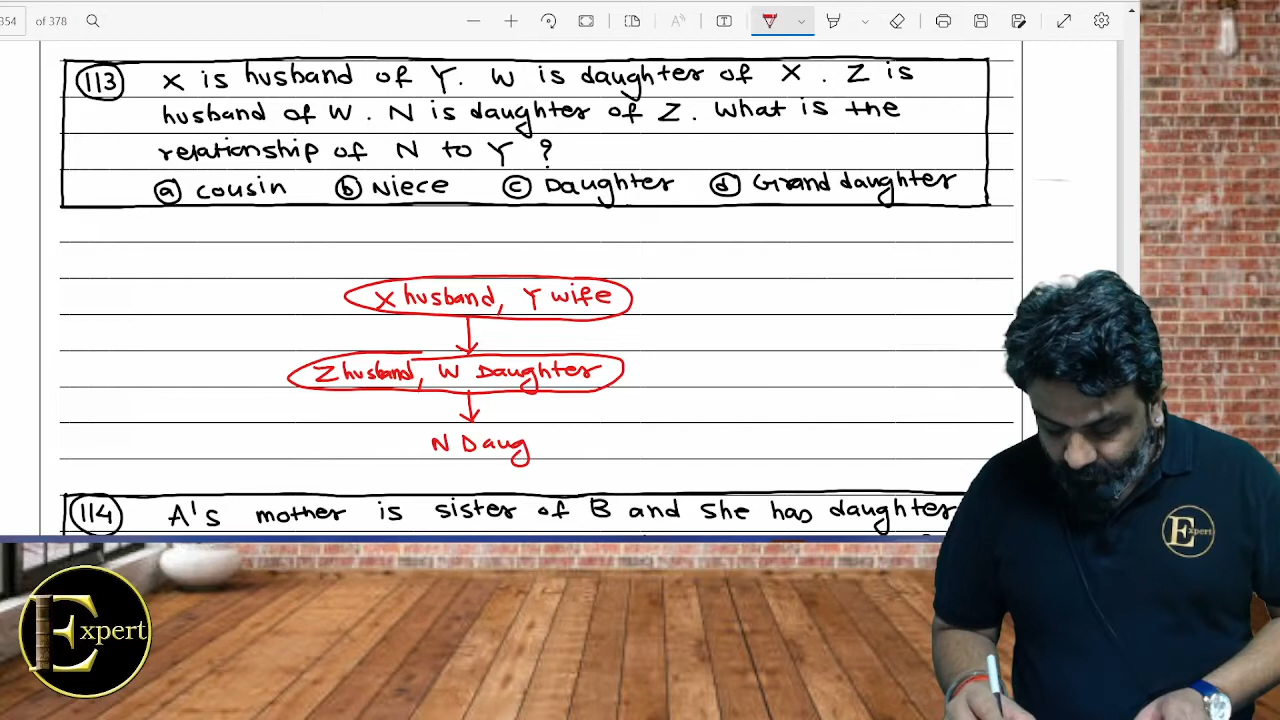 354 of 378
113 X is husband of Y. W is daughter of X. Z is
husband of W. N is daughter of Z. What is the
relationship of N to Y ?
a cousin b Niece c Daughter d Grand daughter
X husband, Y wife
Z husband, W Daughter
N Daug
114 A's mother is sister of B and she has daughter
Expert
Expert